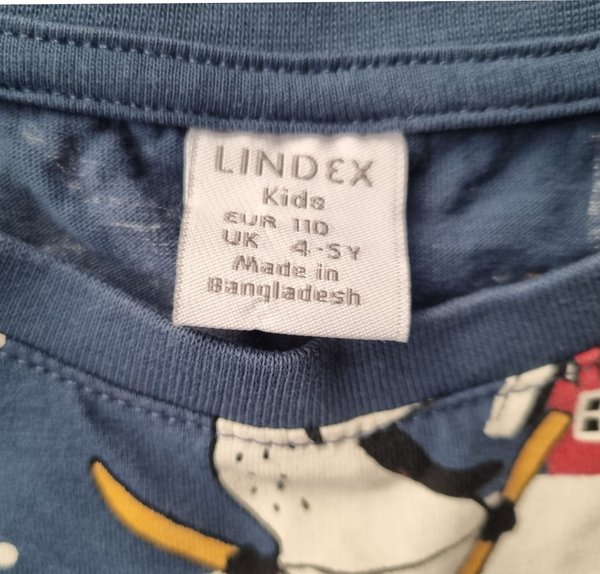 LINDEX
Kids
EUR 110
UK 4-5Y
Made in
Bangladesh